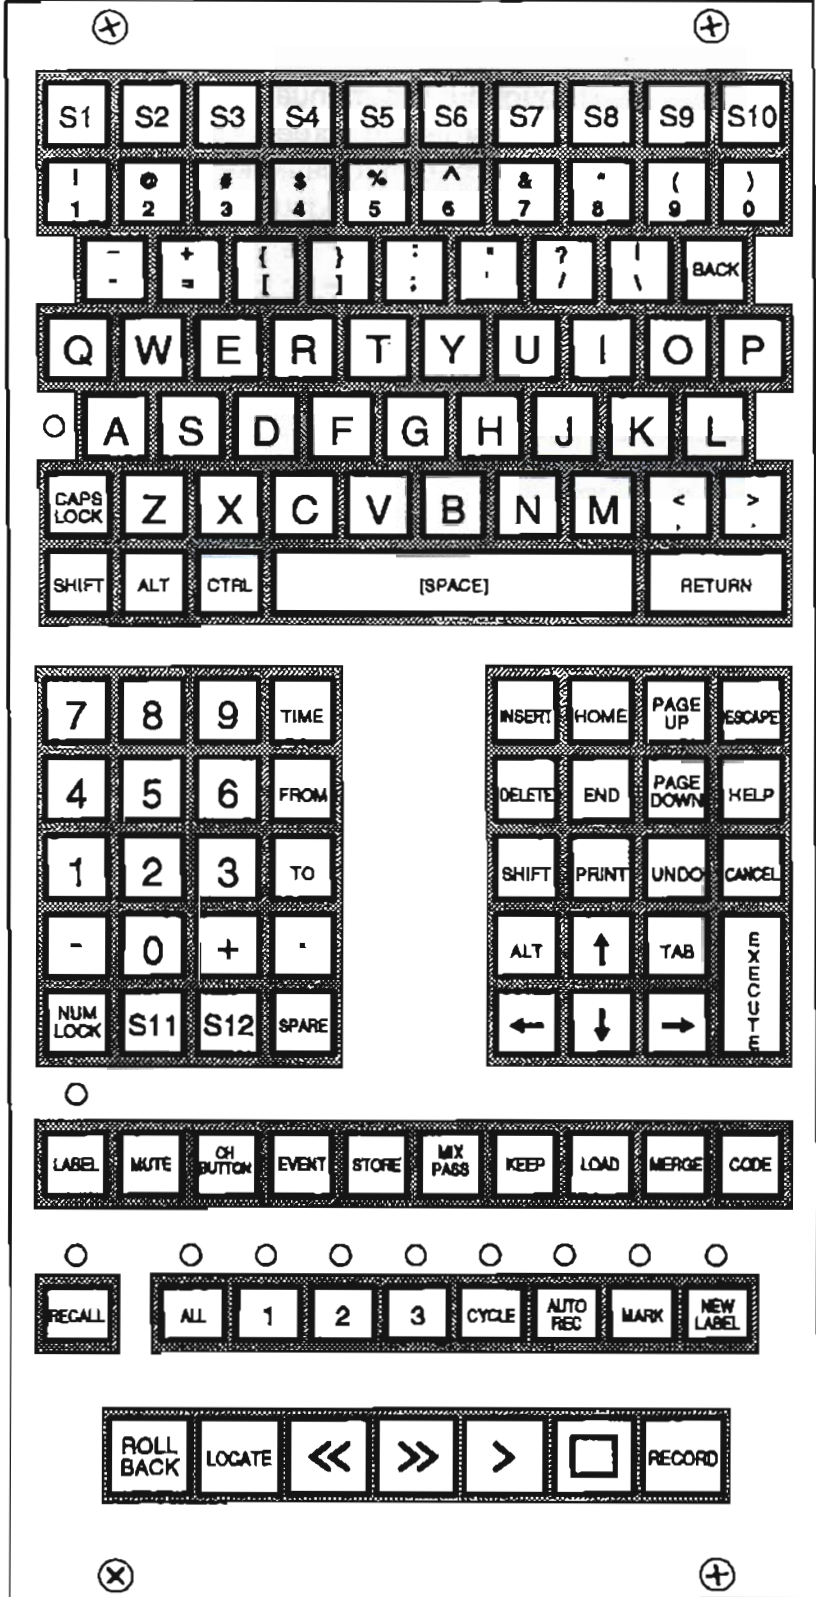 S1 S2 S3 S4 S5 S6 S7 S8 S9 S10
! @ # $ % ^ & * ( )
1 2 3 4 5 6 7 8 9 0
_ + { } : " ? |
- = [ ] ; ' / \ BACK
Q W E R T Y U I O P
A S D F G H J K L
CAPS LOCK Z X C V B N M < , > .
SHIFT ALT CTRL [SPACE] RETURN
7 8 9 TIME
4 5 6 FROM
1 2 3 TO
- 0 + .
NUM LOCK S11 S12 SPARE
INSERT HOME PAGE UP ESCAPE
DELETE END PAGE DOWN HELP
SHIFT PRINT UNDO CANCEL
ALT ↑ TAB EXECUTE
← ↓ →
LABEL MUTE CH BUTTON EVENT STORE MIX PASS KEEP LOAD MERGE CODE
RECALL ALL 1 2 3 CYCLE AUTO REC MARK NEW LABEL
ROLL BACK LOCATE << >> > RECORD